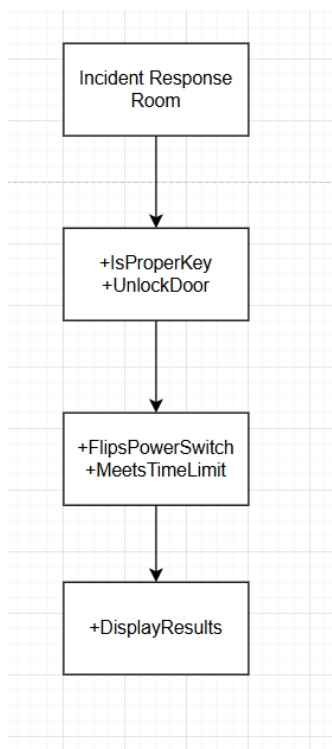 Incident Response
Room
+IsProperKey
+UnlockDoor
+FlipsPowerSwitch
+MeetsTimeLimit
+DisplayResults